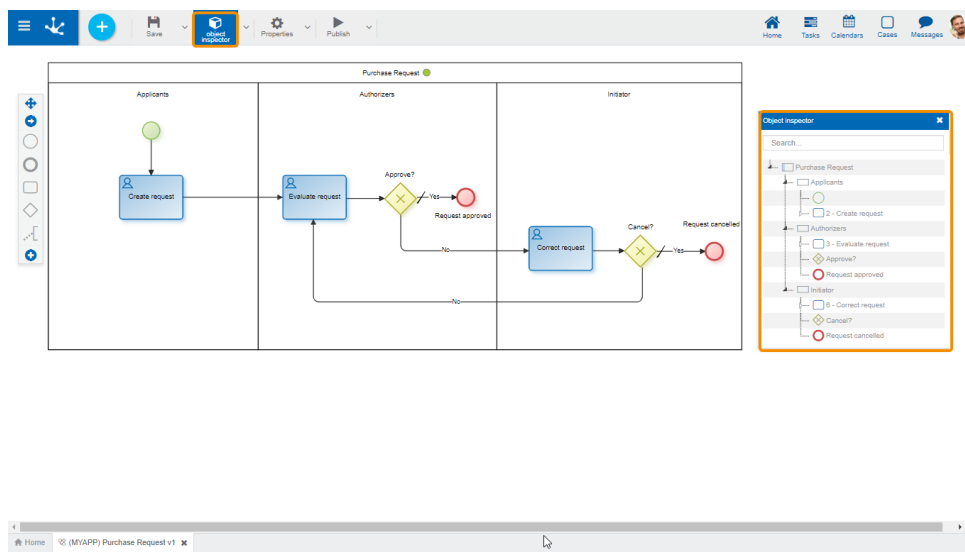 Save
object
inspector
Properties
Publish
Home
Tasks
Calendars
Cases
Messages
Purchase Request
Applicants
Authorizers
Initiator
Create request
Evaluate request
Approve?
Yes
Request approved
No
Correct request
Cancel?
Yes
Request cancelled
No
Object inspector
Search...
Purchase Request
Applicants
2 - Create request
Authorizers
3 - Evaluate request
Approve?
Request approved
Initiator
6 - Correct request
Cancel?
Request cancelled
Home
(MYAPP) Purchase Request v1